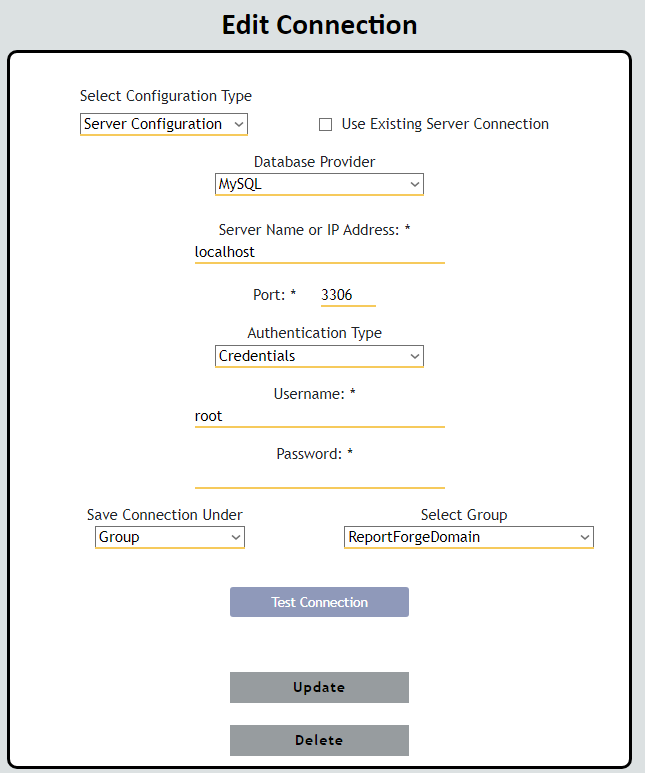 Edit Connection
Select Configuration Type
Server Configuration
Use Existing Server Connection
Database Provider
MySQL
Server Name or IP Address: *
localhost
Port: * 3306
Authentication Type
Credentials
Username: *
root
Password: *
Save Connection Under
Group
Select Group
ReportForgeDomain
Test Connection
Update
Delete